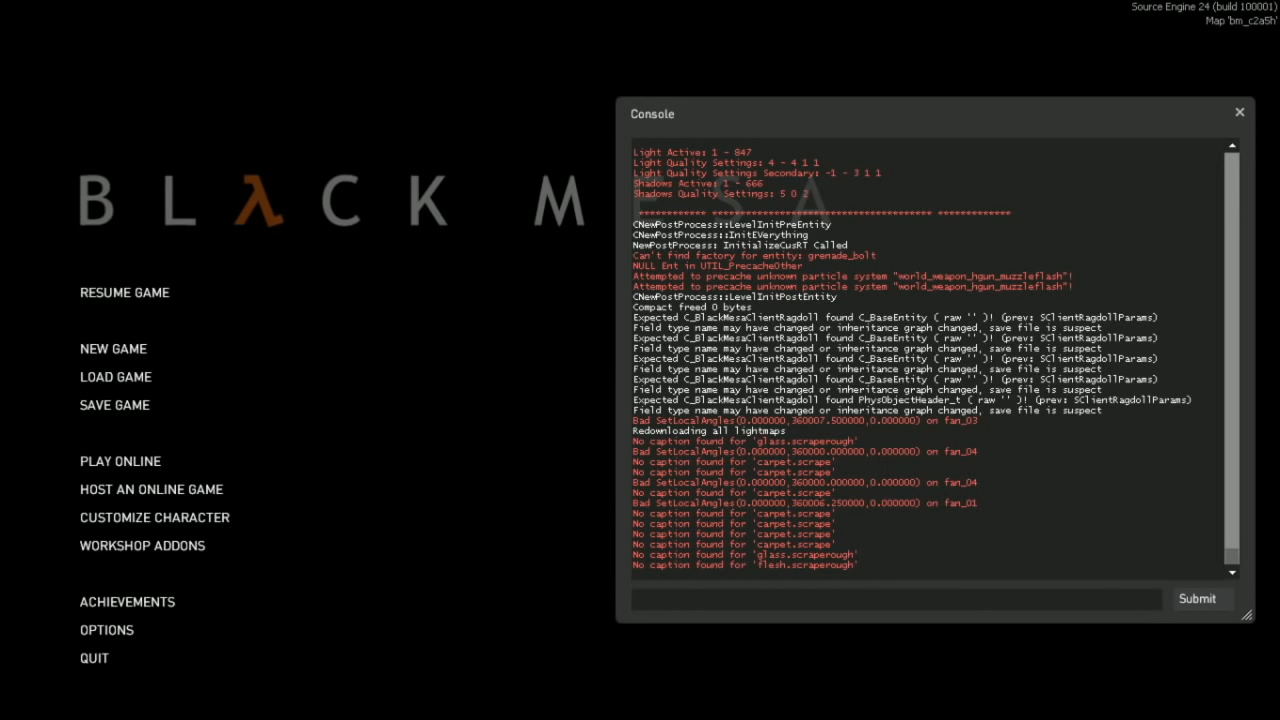 Source Engine 24 (build 100001)
Map 'bm_c2a5h'
BLλCK MESA
RESUME GAME
NEW GAME
LOAD GAME
SAVE GAME
PLAY ONLINE
HOST AN ONLINE GAME
CUSTOMIZE CHARACTER
WORKSHOP ADDONS
ACHIEVEMENTS
OPTIONS
QUIT
Console
Light Active: 1 - 847
Light Quality Settings: 4 - 4 1 1
Light Quality Settings Secondary: -1 - 3 1 1
Shadows Active: 1 - 666
Shadows Quality Settings: 5 0 2
************ *************************************** *************
CNewPostProcess::LevelInitPreEntity
CNewPostProcess::InitEVerything
NewPostProcess: InitializeCusRT Called
Can't find factory for entity: grenade_bolt
NULL Ent in UTIL_PrecacheOther
Attempted to precache unknown particle system "world_weapon_hgun_muzzleflash"!
Attempted to precache unknown particle system "world_weapon_hgun_muzzleflash"!
CNewPostProcess::LevelInitPostEntity
Compact freed 0 bytes
Expected C_BlackMesaClientRagdoll found C_BaseEntity ( raw '' )! (prev: SClientRagdollParams)
Field type name may have changed or inheritance graph changed, save file is suspect
Expected C_BlackMesaClientRagdoll found C_BaseEntity ( raw '' )! (prev: SClientRagdollParams)
Field type name may have changed or inheritance graph changed, save file is suspect
Expected C_BlackMesaClientRagdoll found C_BaseEntity ( raw '' )! (prev: SClientRagdollParams)
Field type name may have changed or inheritance graph changed, save file is suspect
Expected C_BlackMesaClientRagdoll found C_BaseEntity ( raw '' )! (prev: SClientRagdollParams)
Field type name may have changed or inheritance graph changed, save file is suspect
Expected C_BlackMesaClientRagdoll found PhysObjectHeader_t ( raw '' )! (prev: SClientRagdollParams)
Field type name may have changed or inheritance graph changed, save file is suspect
Bad SetLocalAngles(0.000000,360007.500000,0.000000) on fan_03
Redownloading all lightmaps
No caption found for 'glass.scraperough'
Bad SetLocalAngles(0.000000,360000.000000,0.000000) on fan_04
No caption found for 'carpet.scrape'
No caption found for 'carpet.scrape'
Bad SetLocalAngles(0.000000,360000.000000,0.000000) on fan_04
No caption found for 'carpet.scrape'
Bad SetLocalAngles(0.000000,360006.250000,0.000000) on fan_01
No caption found for 'carpet.scrape'
No caption found for 'carpet.scrape'
No caption found for 'carpet.scrape'
No caption found for 'carpet.scrape'
No caption found for 'glass.scraperough'
No caption found for 'flesh.scraperough'
Submit